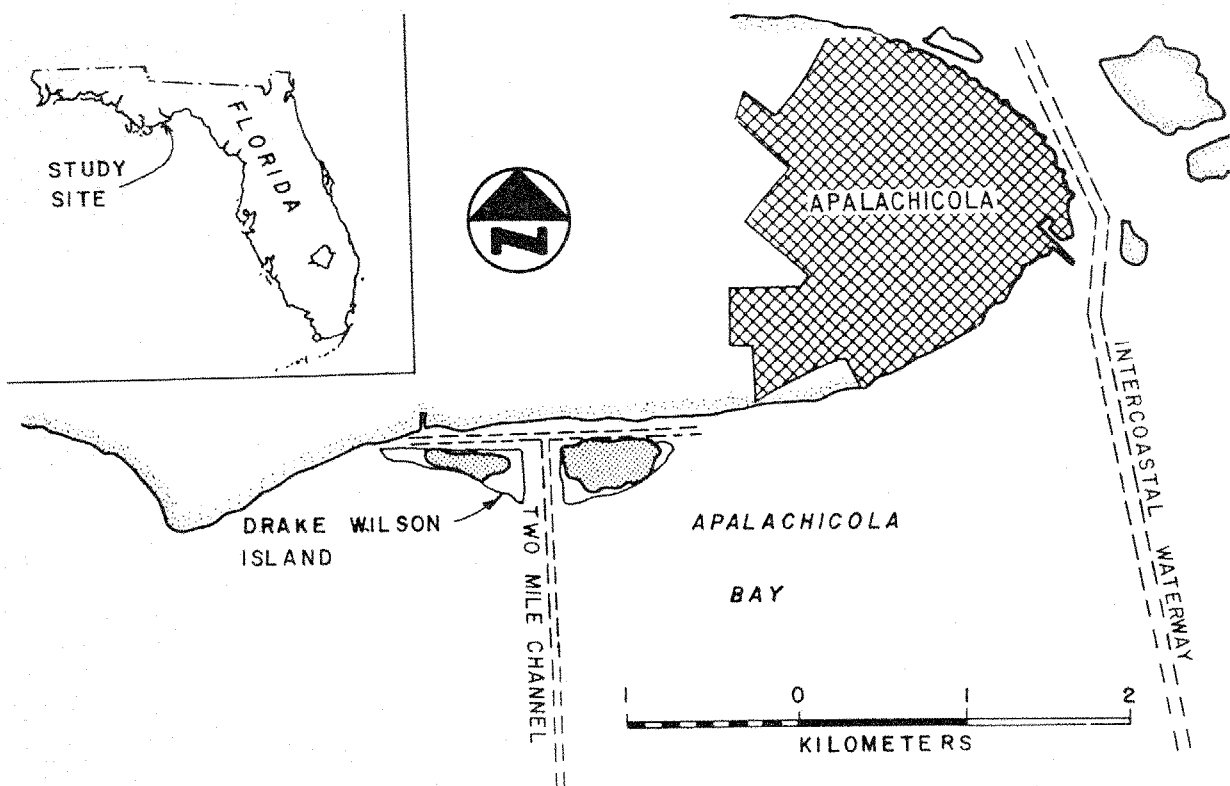 FLORIDA
STUDY
SITE
N
APALACHICOLA
INTERCOASTAL WATERWAY
DRAKE WILSON
ISLAND
TWO MILE CHANNEL
APALACHICOLA
BAY
1 0 1 2
KILOMETERS